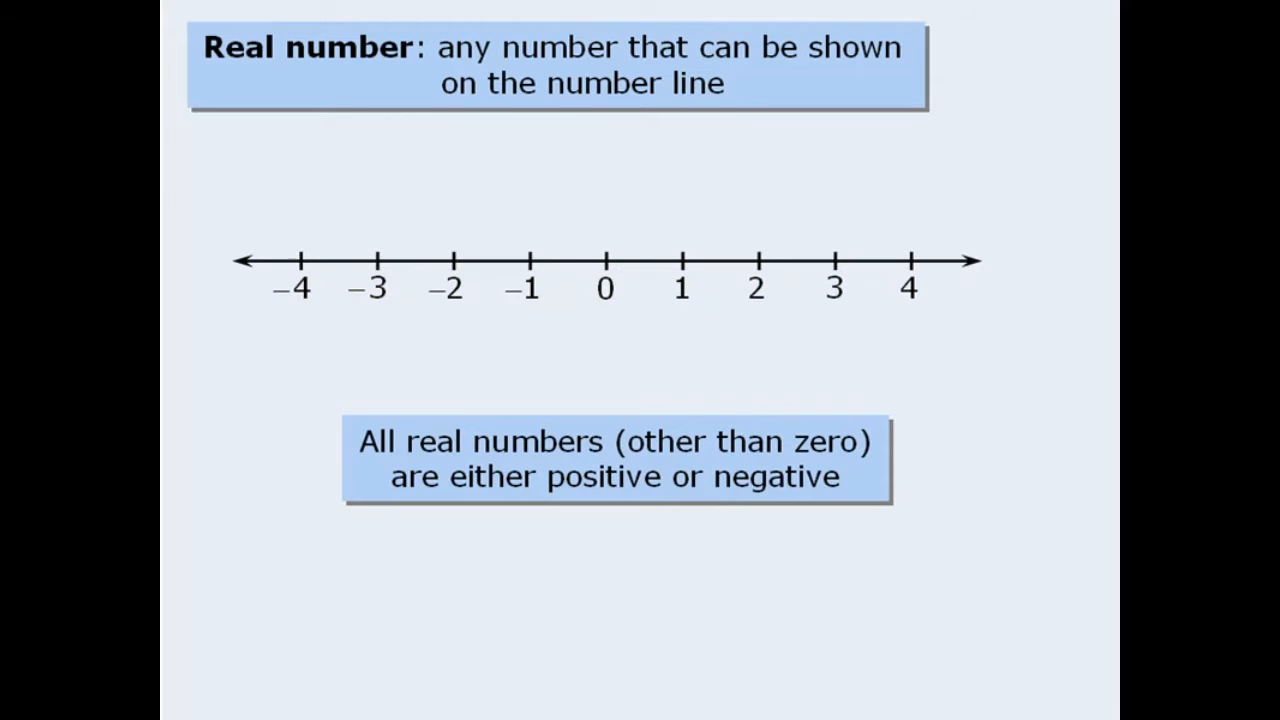 Real number: any number that can be shown
on the number line
–4 –3 –2 –1 0 1 2 3 4
All real numbers (other than zero)
are either positive or negative